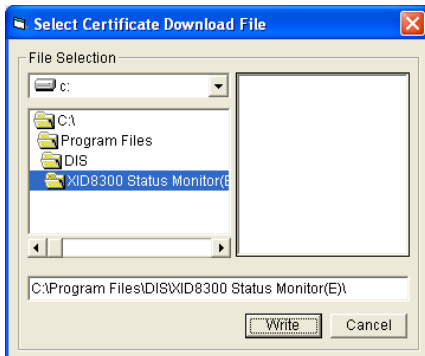 Select Certificate Download File
File Selection
c:
C:\
Program Files
DIS
XID8300 Status Monitor(E
C:\Program Files\DIS\XID8300 Status Monitor(E)\
Write
Cancel